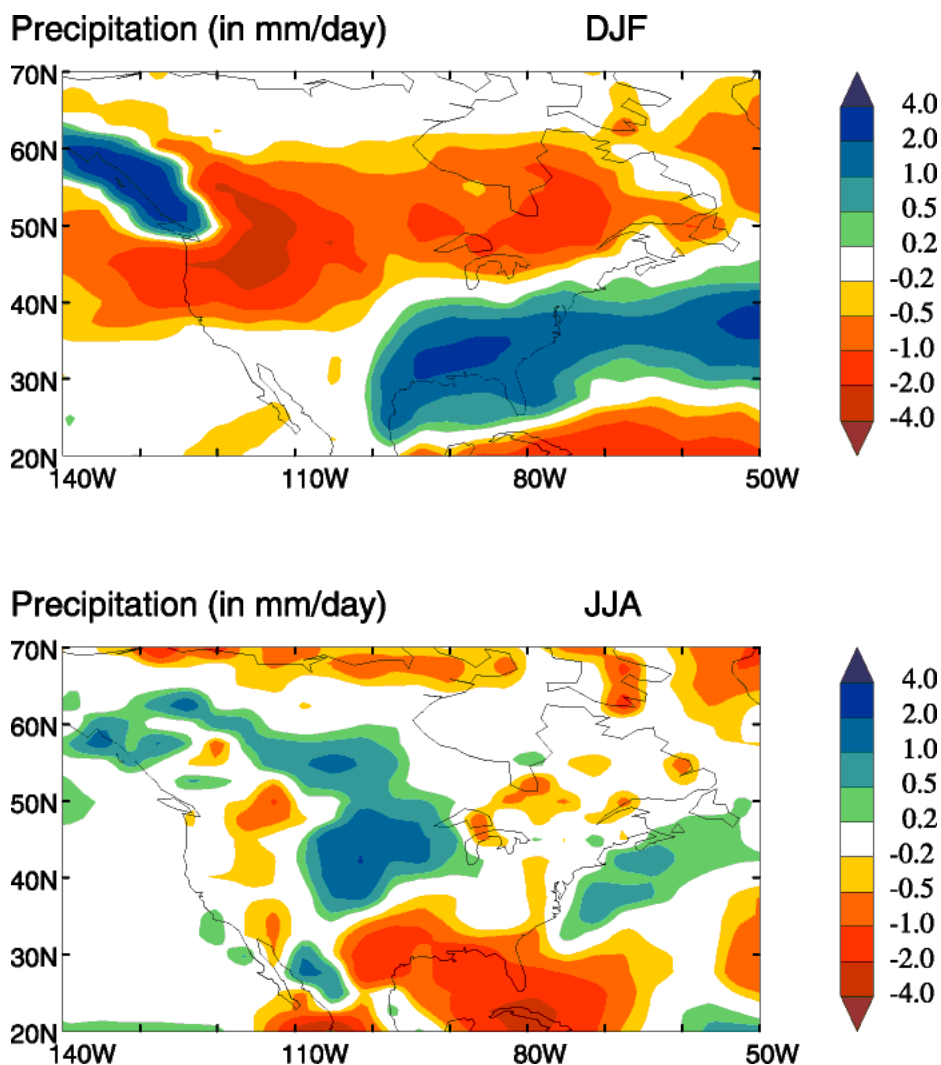 Precipitation (in mm/day) DJF
70N
60N
50N
40N
30N
20N
140W 110W 80W 50W
4.0
2.0
1.0
0.5
0.2
-0.2
-0.5
-1.0
-2.0
-4.0
Precipitation (in mm/day) JJA
70N
60N
50N
40N
30N
20N
140W 110W 80W 50W
4.0
2.0
1.0
0.5
0.2
-0.2
-0.5
-1.0
-2.0
-4.0